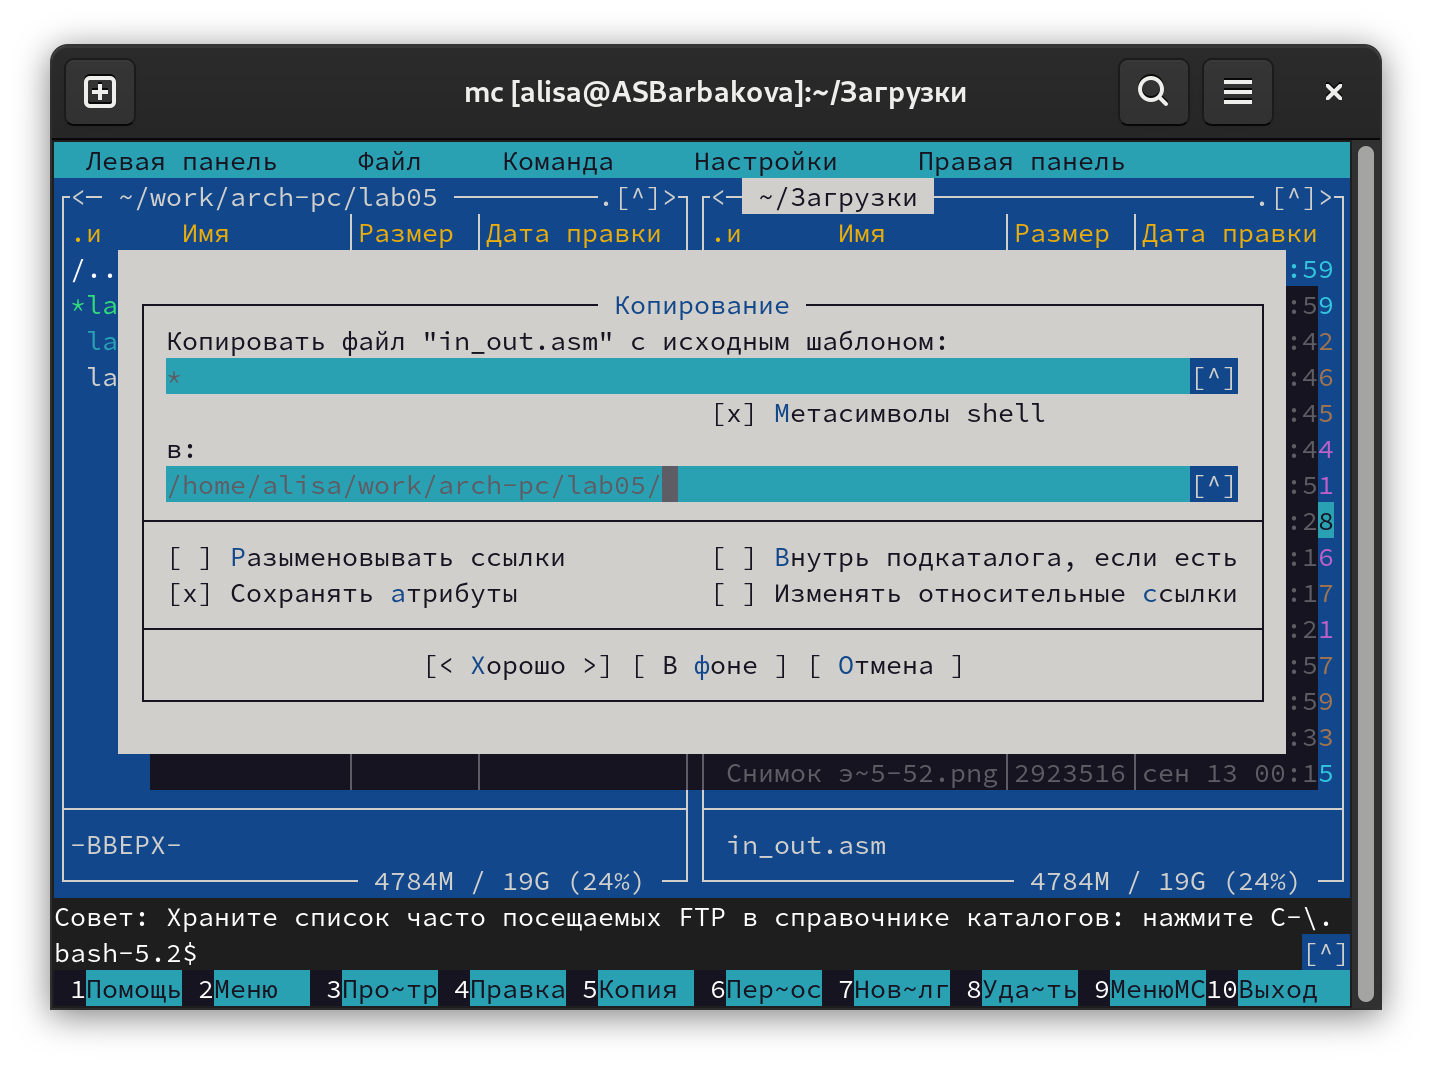 mc [alisa@ASBarbakova]:~/Загрузки
Левая панель Файл Команда Настройки Правая панель
<— ~/work/arch-pc/lab05 .[^]> <— ~/Загрузки .[^]>
.и Имя Размер Дата правки .и Имя Размер Дата правки
/.. :59
*la :59
la Копирование :42
Копировать файл "in_out.asm" с исходным шаблоном:
la * [^] :46
[x] Метасимволы shell :45
в: :44
/home/alisa/work/arch-pc/lab05/ [^] :51
:28
[ ] Разыменовывать ссылки [ ] Внутрь подкаталога, если есть :16
[x] Сохранять атрибуты [ ] Изменять относительные ссылки :17
:21
[< Хорошо >] [ В фоне ] [ Отмена ] :57
:59
:33
Снимок э~5-52.png 2923516 сен 13 00:15
-ВВЕРХ- in_out.asm
4784M / 19G (24%) 4784M / 19G (24%)
Совет: Храните список часто посещаемых FTP в справочнике каталогов: нажмите C-\.
bash-5.2$ [^]
1Помощь 2Меню 3Про~тр 4Правка 5Копия 6Пер~ос 7Нов~лг 8Уда~ть 9МенюMC 10Выход